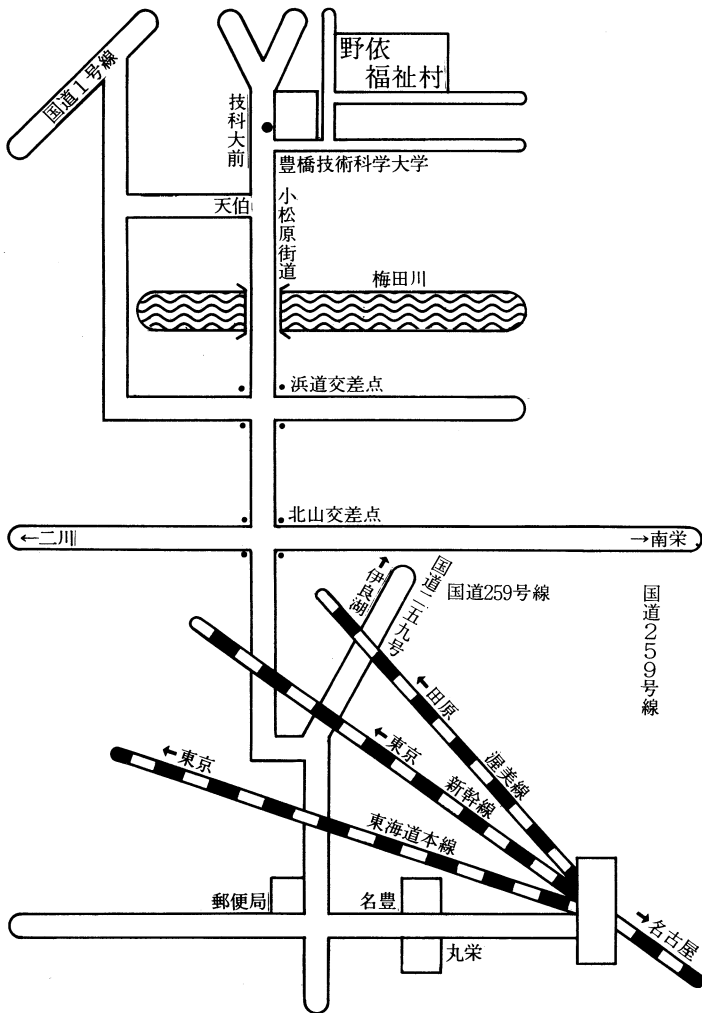 国道1号線
野依
福祉村
技科大前
豊橋技術科学大学
天伯
小松原街道
梅田川
浜道交差点
北山交差点
←二川
→南栄
伊良湖
国道二五九号
国道259号線
国道259号線
←田原
←東京
←東京
渥美線
新幹線
東海道本線
郵便局
名豊
丸栄
→名古屋